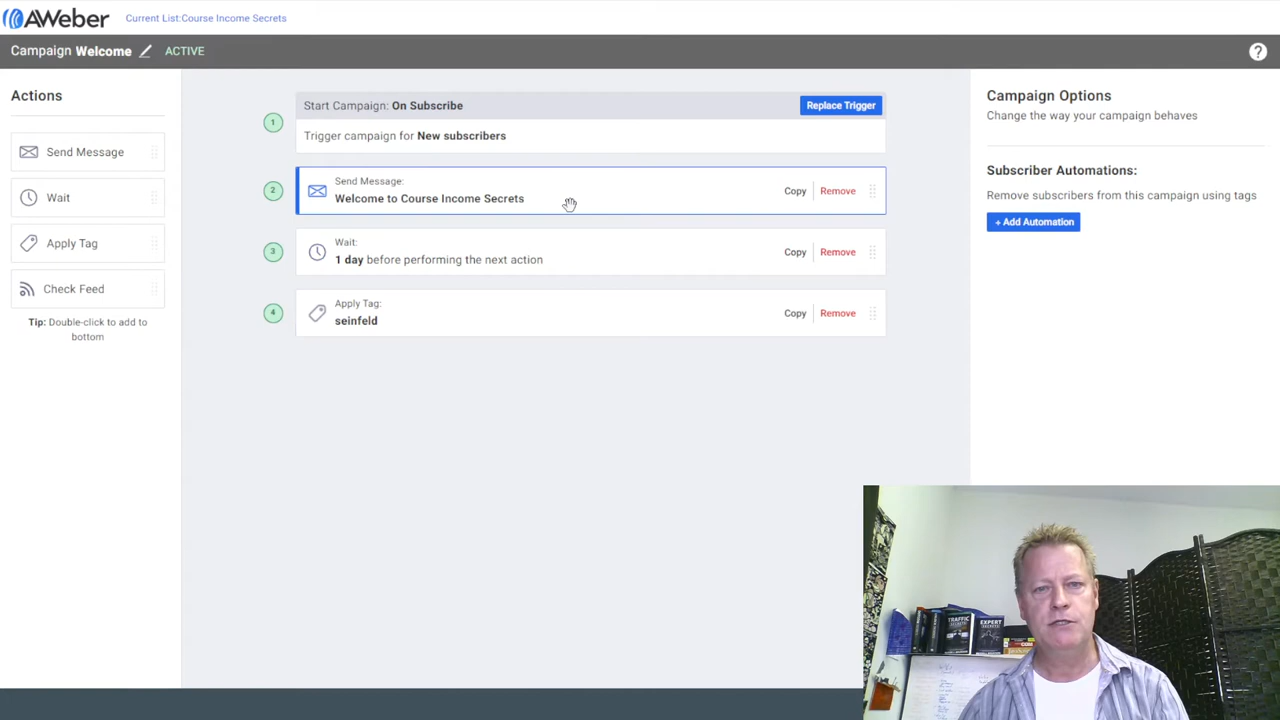 AWeber
Current List:Course Income Secrets
Campaign Welcome
ACTIVE
?
Actions
Send Message
Wait
Apply Tag
Check Feed
Tip: Double-click to add to
bottom
1
Start Campaign: On Subscribe
Replace Trigger
Trigger campaign for New subscribers
2
Send Message:
Welcome to Course Income Secrets
Copy
Remove
3
Wait:
1 day before performing the next action
Copy
Remove
4
Apply Tag:
seinfeld
Copy
Remove
Campaign Options
Change the way your campaign behaves
Subscriber Automations:
Remove subscribers from this campaign using tags
+ Add Automation
TRAFFIC
SECRETS
EXPERT
SECRETS